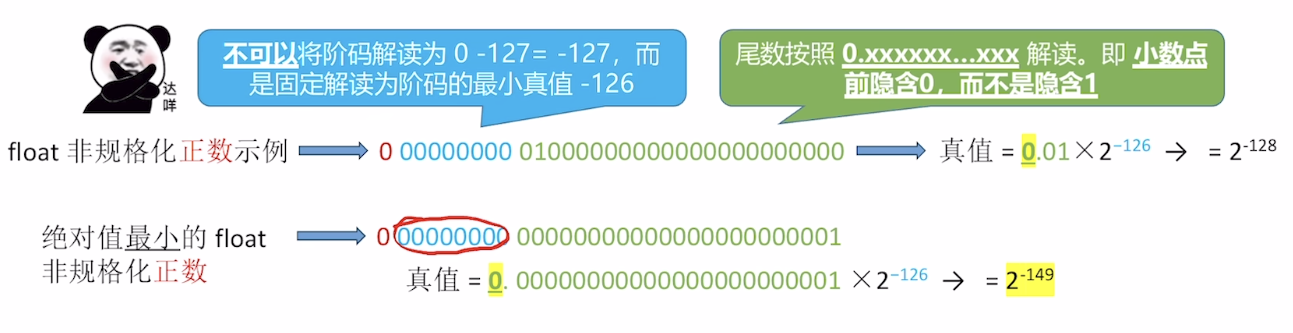 不可以将阶码解读为 0 -127= -127，而
是固定解读为阶码的最小真值 -126
尾数按照 0.xxxxxx...xxx 解读。即 小数点
前隐含0，而不是隐含1
达
咩
float 非规格化正数示例 0 00000000 01000000000000000000000 真值 = 0.01×2⁻¹²⁶ → = 2⁻¹²⁸
绝对值最小的 float 0 00000000 00000000000000000000001
非规格化正数
真值 = 0. 00000000000000000000001 ×2⁻¹²⁶ → = 2⁻¹⁴⁹